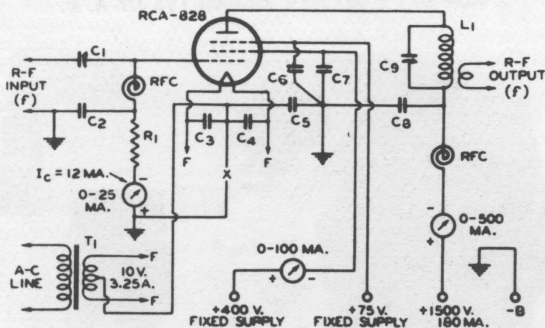 RCA-828
C1
R-F
INPUT
(f)
RFC
C2
R1
IC = 12 MA.
0-25
MA.
-
+
C3
C4
F
F
X
C5
C6
C7
C8
C9
L1
R-F
OUTPUT
(f)
RFC
-
+
0-500
MA.
A-C
LINE
T1
F
10 V.
3.25 A.
F
0-100 MA.
+
-
+400 V.
FIXED SUPPLY
+75 V.
FIXED SUPPLY
+1500 V.
180 MA.
-B